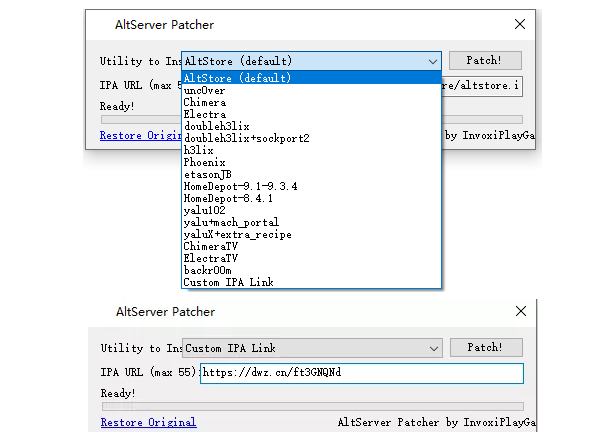 AltServer Patcher
Utility to Ins AltStore (default) Patch!
IPA URL (max 5 re/altstore.i
AltStore (default)
unc0ver
Chimera
Ready!
Electra
doubleh3lix
Restore Origin by InvoxiPlayGa
doubleh3lix+sockport2
h3lix
Phoenix
etasonJB
HomeDepot-9.1-9.3.4
HomeDepot-8.4.1
yalu102
yalu+mach_portal
yaluX+extra_recipe
ChimeraTV
ElectraTV
backr00m
Custom IPA Link
AltServer Patcher
Utility to Ins Custom IPA Link Patch!
IPA URL (max 55): https://dwz.cn/ft3GNQNd
Ready!
Restore Original AltServer Patcher by InvoxiPlayGa